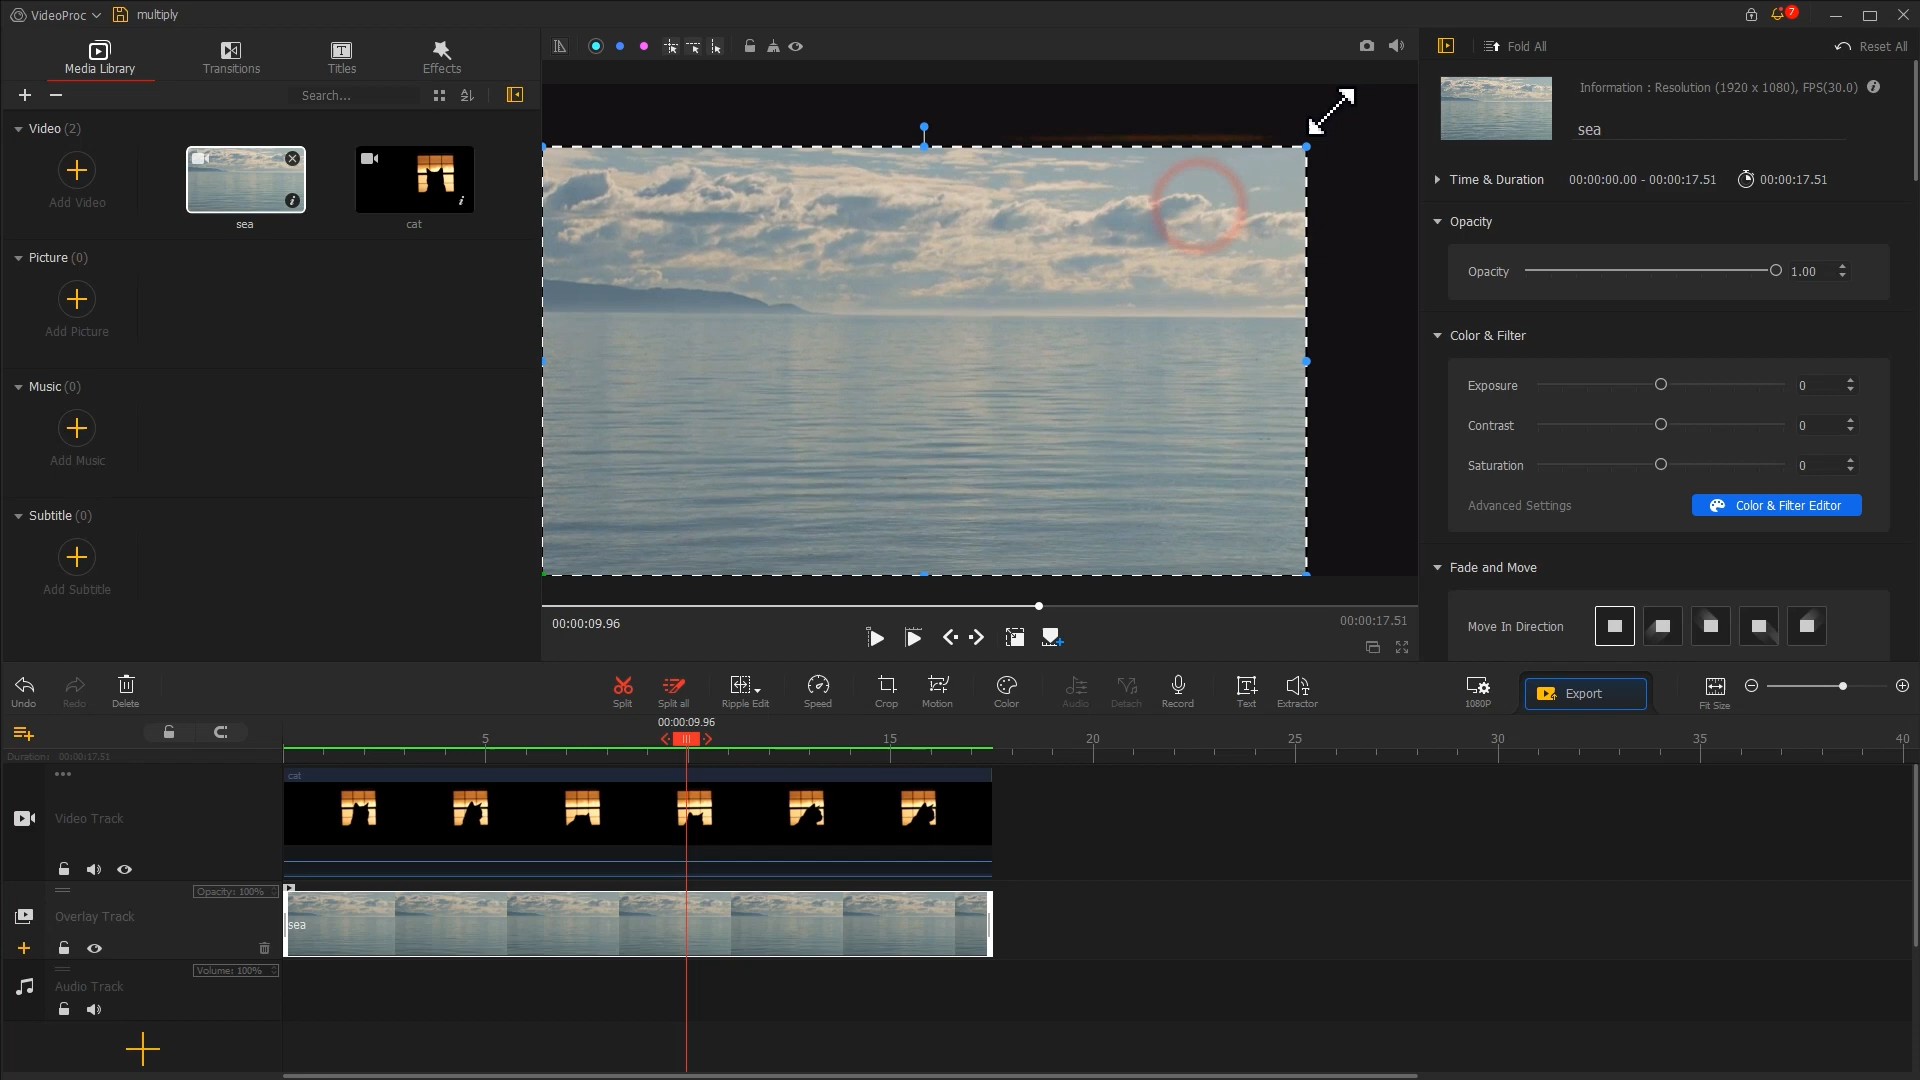 VideoProc
multiply
7
Media Library
Transitions
Titles
Effects
Search...
Video (2)
Add Video
sea
cat
Picture (0)
Add Picture
Music (0)
Add Music
Subtitle (0)
Add Subtitle
00:00:09.96
00:00:17.51
Fold All
Reset All
Information : Resolution (1920 x 1080), FPS(30.0)
sea
Time & Duration
00:00:00.00 - 00:00:17.51
00:00:17.51
Opacity
Opacity
1.00
Color & Filter
Exposure
0
Contrast
0
Saturation
0
Advanced Settings
Color & Filter Editor
Fade and Move
Move In Direction
Undo
Redo
Delete
Split
Split all
Ripple Edit
Speed
Crop
Motion
Color
Audio
Detach
Record
Text
Extractor
1080P
Export
Fit Size
00:00:09.96
5
15
20
25
30
35
40
Duration: 00:00:17.51
cat
Video Track
Opacity: 100%
Overlay Track
sea
Volume: 100%
Audio Track